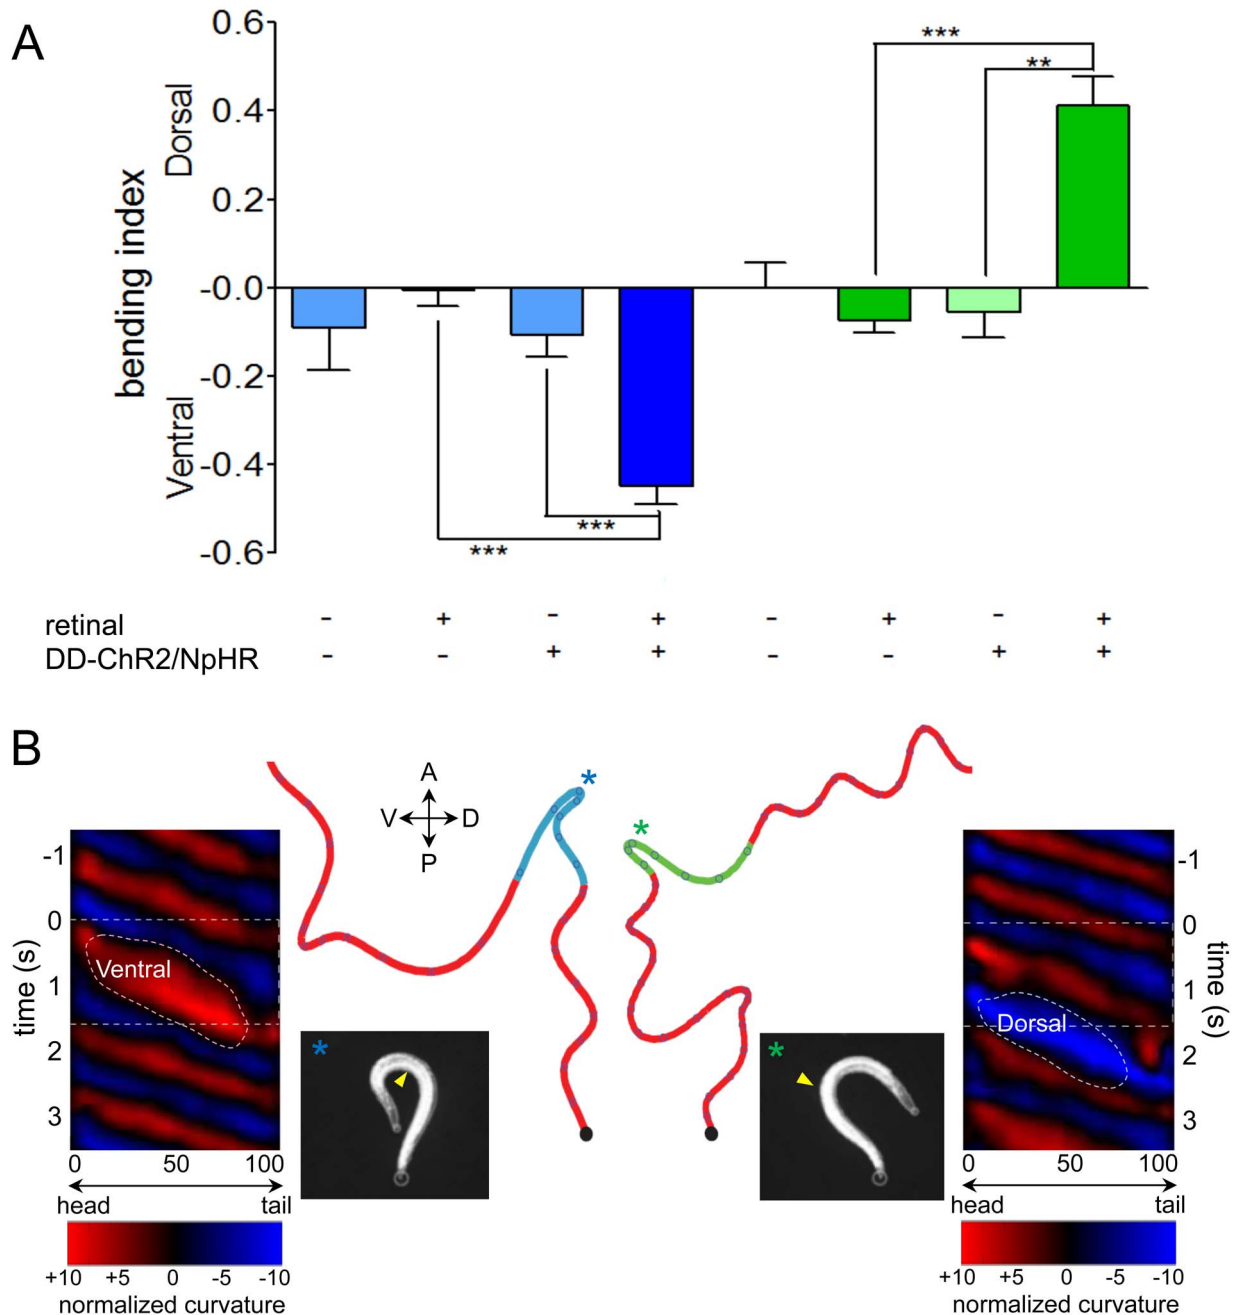 A
0.6
0.4
0.2
-0.0
-0.2
-0.4
-0.6
Dorsal
Ventral
bending index
***
**
***
***
retinal - + - + - + - +
DD-ChR2/NpHR - - + + - - + +
B
A
V D
P
*
*
-1
0
1
2
3
time (s)
Ventral
0 50 100
head tail
+10 +5 0 -5 -10
normalized curvature
*
*
-1
0
1
2
3
time (s)
Dorsal
0 50 100
head tail
+10 +5 0 -5 -10
normalized curvature